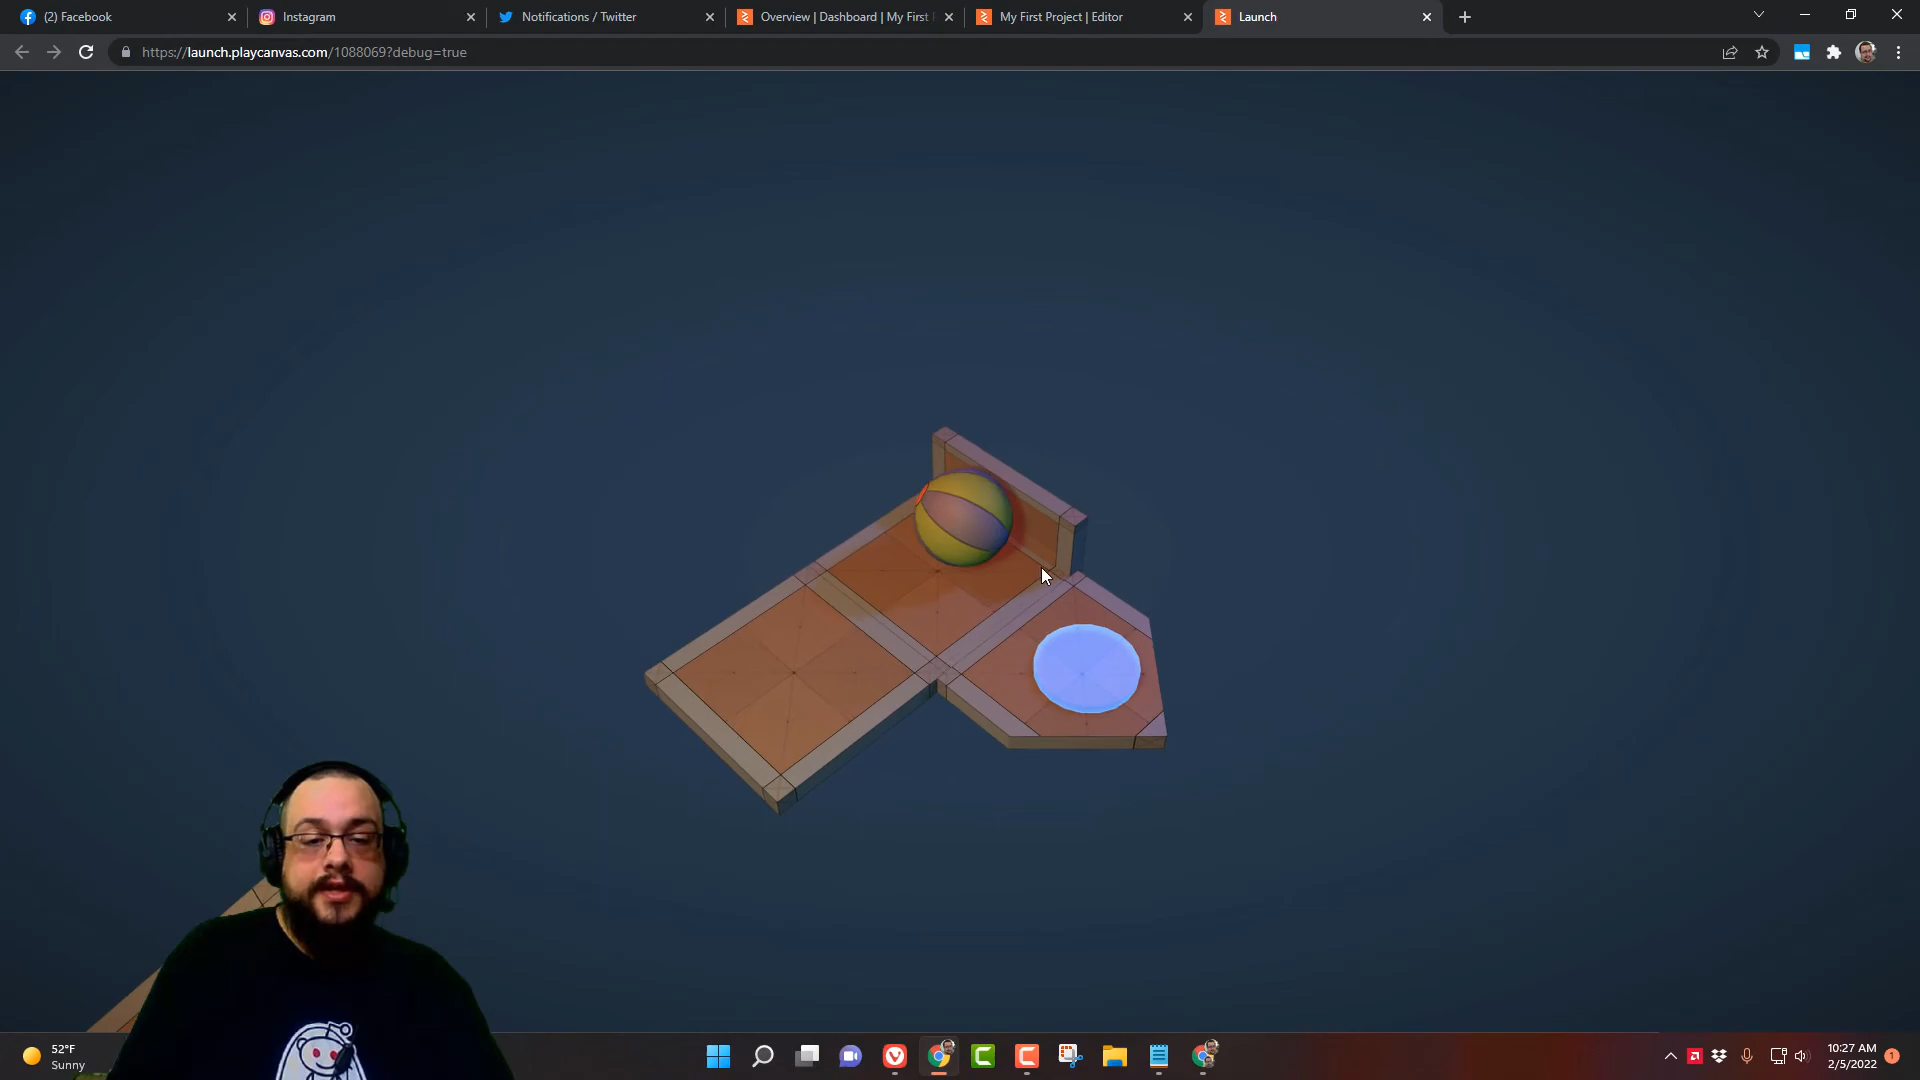 (2) Facebook
Instagram
Notifications / Twitter
Overview | Dashboard | My First
My First Project | Editor
Launch
https://launch.playcanvas.com/1088069?debug=true
52°F
Sunny
10:27 AM
2/5/2022
1